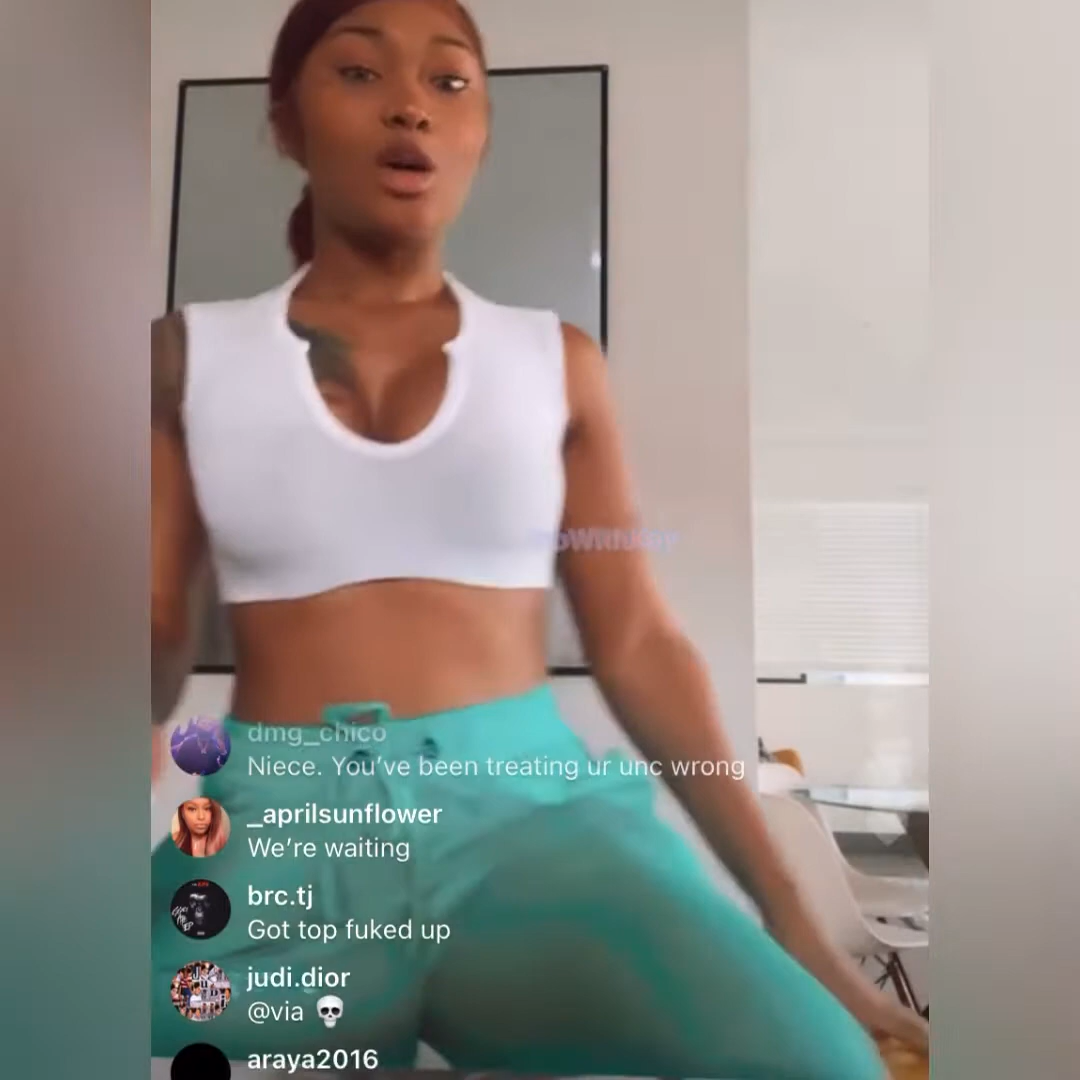 dmg_chico
Niece. You’ve been treating ur unc wrong
_aprilsunflower
We’re waiting
brc.tj
Got top fuked up
judi.dior
@via 💀
araya2016